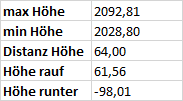 max Höhe 2092,81
min Höhe 2028,80
Distanz Höhe 64,00
Höhe rauf 61,56
Höhe runter -98,01